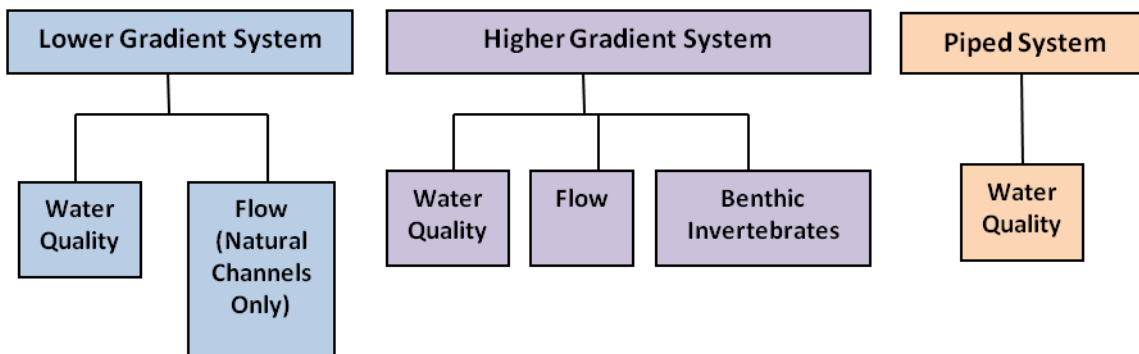 Lower Gradient System
Higher Gradient System
Piped System
Water
Quality
Flow
(Natural
Channels
Only)
Water
Quality
Flow
Benthic
Invertebrates
Water
Quality